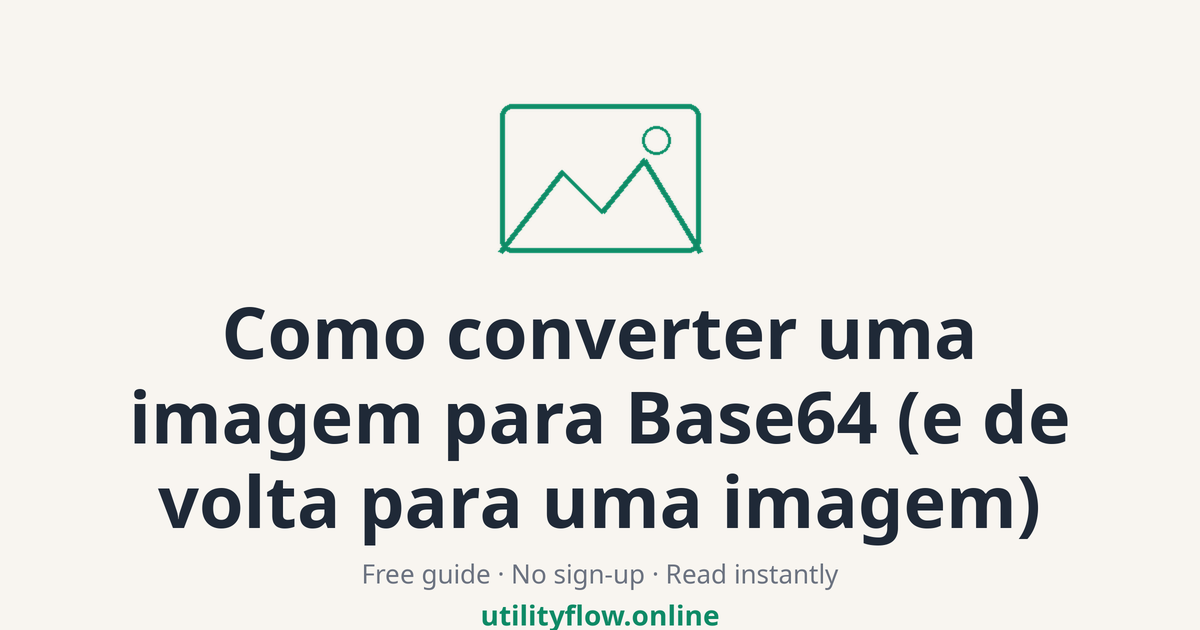 Como converter uma
imagem para Base64 (e de
volta para uma imagem)
Free guide · No sign-up · Read instantly
utilityflow.online